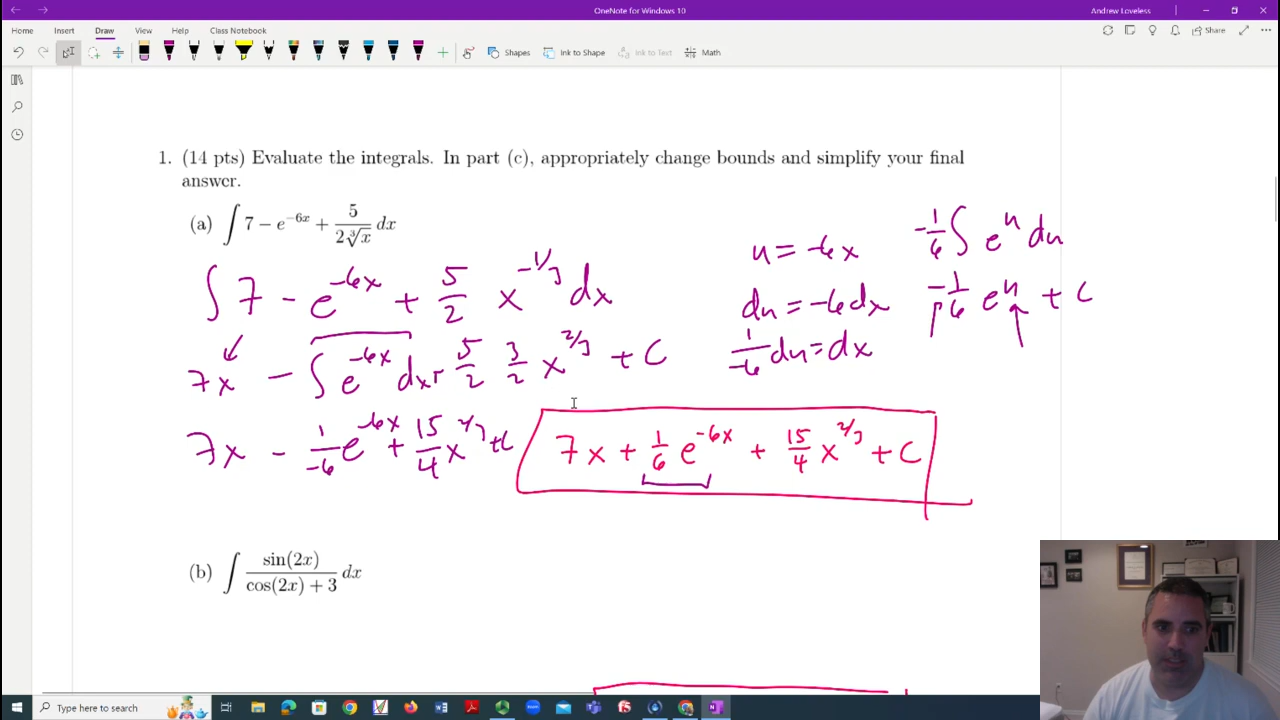 OneNote for Windows 10
Andrew Loveless
Home Insert Draw View Help Class Notebook
Share
Shapes Ink to Shape Ink to Text Math
1. (14 pts) Evaluate the integrals. In part (c), appropriately change bounds and simplify your final
answer.
(a) ∫ 7 − e^{−6x} + 5/(2∛x) dx
∫ 7 − e^{−6x} + 5/2 x^{−1/3} dx
7x − ∫ e^{−6x} dx + 5/2 3/2 x^{2/3} + C
7x − 1/−6 e^{−6x} + 15/4 x^{2/3} + C
7x + 1/6 e^{−6x} + 15/4 x^{2/3} + C
u = −6x
du = −6dx
1/−6 du = dx
−1/6 ∫ e^u du
−1/6 e^u + C
(b) ∫ sin(2x)/(cos(2x) + 3) dx
Type here to search